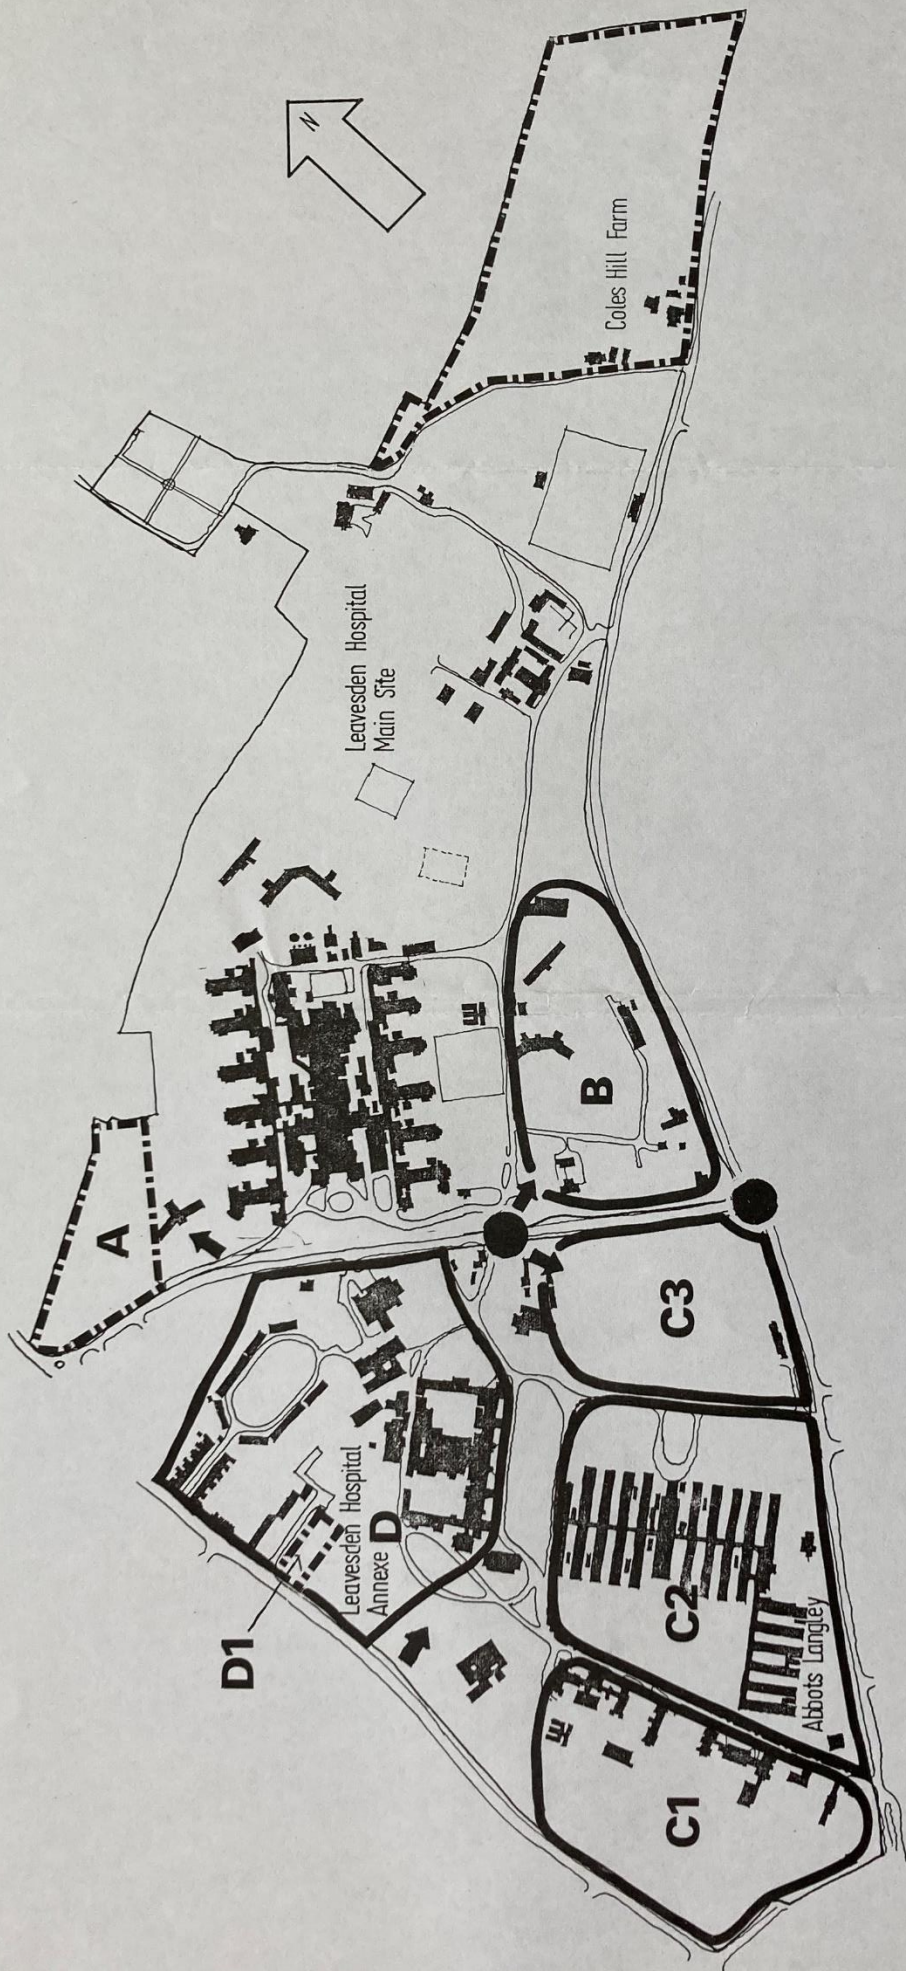 N
Coles Hill Farm
Leavesden Hospital
Main Site
A
B
C3
D1
Leavesden Hospital
Annexe D
C2
Abbots Langley
C1